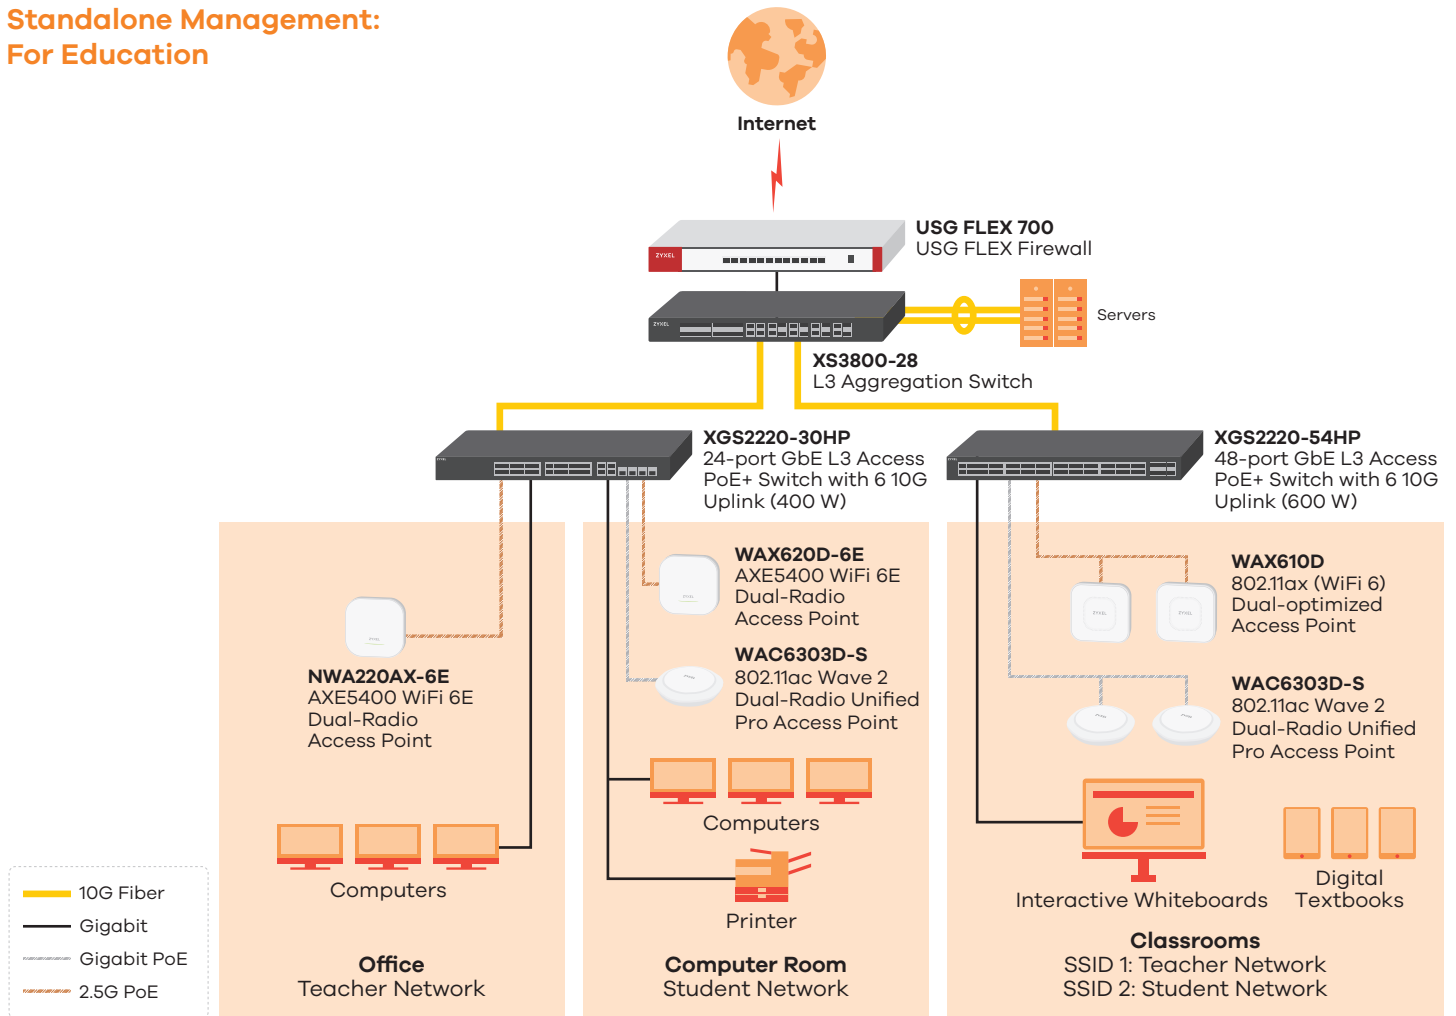 Standalone Management:
For Education
Internet
ZYXEL
USG FLEX 700
USG FLEX Firewall
ZYXEL
Servers
XS3800-28
L3 Aggregation Switch
XGS2220-30HP
24-port GbE L3 Access
PoE+ Switch with 6 10G
Uplink (400 W)
XGS2220-54HP
48-port GbE L3 Access
PoE+ Switch with 6 10G
Uplink (600 W)
NWA220AX-6E
AXE5400 WiFi 6E
Dual-Radio
Access Point
Computers
Office
Teacher Network
WAX620D-6E
AXE5400 WiFi 6E
Dual-Radio
Access Point
WAC6303D-S
802.11ac Wave 2
Dual-Radio Unified
Pro Access Point
Computers
Printer
Computer Room
Student Network
ZYXEL
ZYXEL
WAX610D
802.11ax (WiFi 6)
Dual-optimized
Access Point
WAC6303D-S
802.11ac Wave 2
Dual-Radio Unified
Pro Access Point
Interactive Whiteboards
Digital
Textbooks
Classrooms
SSID 1: Teacher Network
SSID 2: Student Network
10G Fiber
Gigabit
Gigabit PoE
2.5G PoE